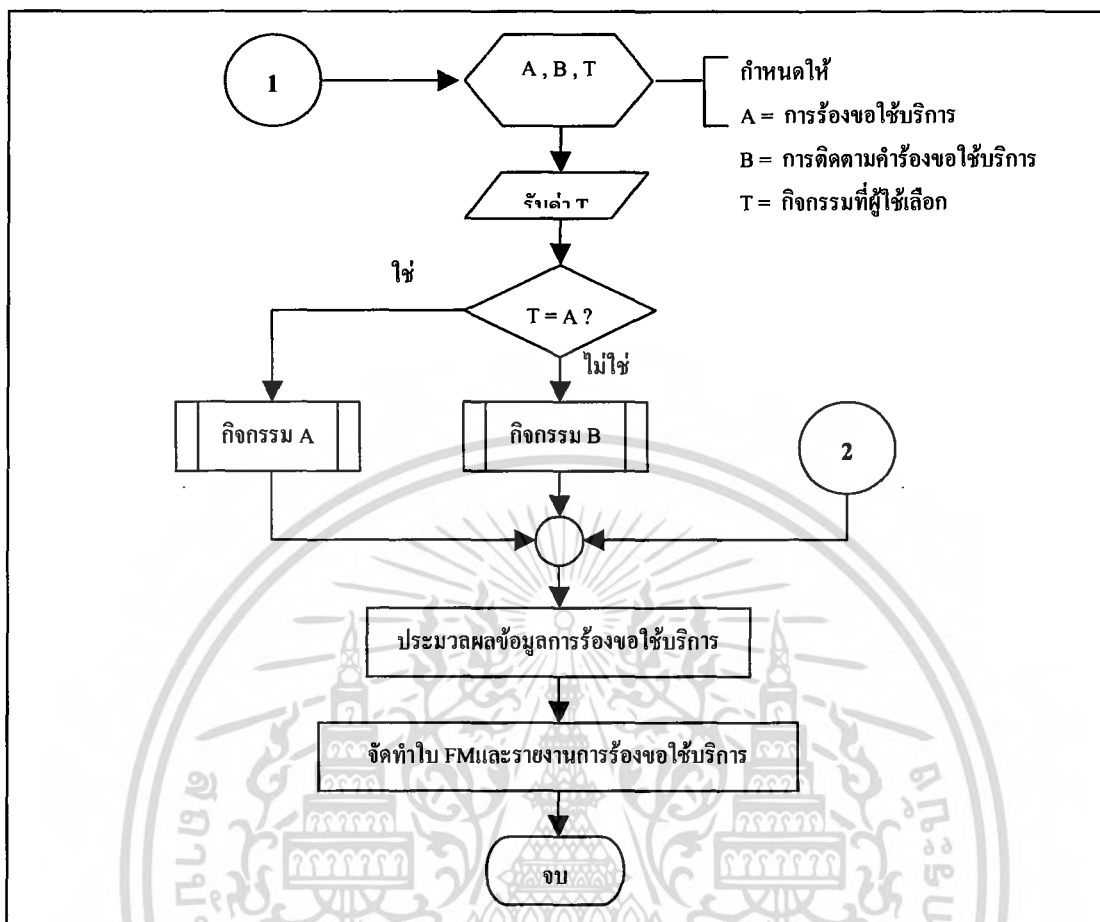 1
A , B , T
กำหนดให้
A = การร้องขอใช้บริการ
B = การติดตามคำร้องขอใช้บริการ
T = กิจกรรมที่ผู้ใช้เลือก
รับค่า T
ใช่
T = A ?
ไม่ใช่
กิจกรรม A
กิจกรรม B
2
ประมวลผลข้อมูลการร้องขอใช้บริการ
จัดทำใบ FMและรายงานการร้องขอใช้บริการ
จบ